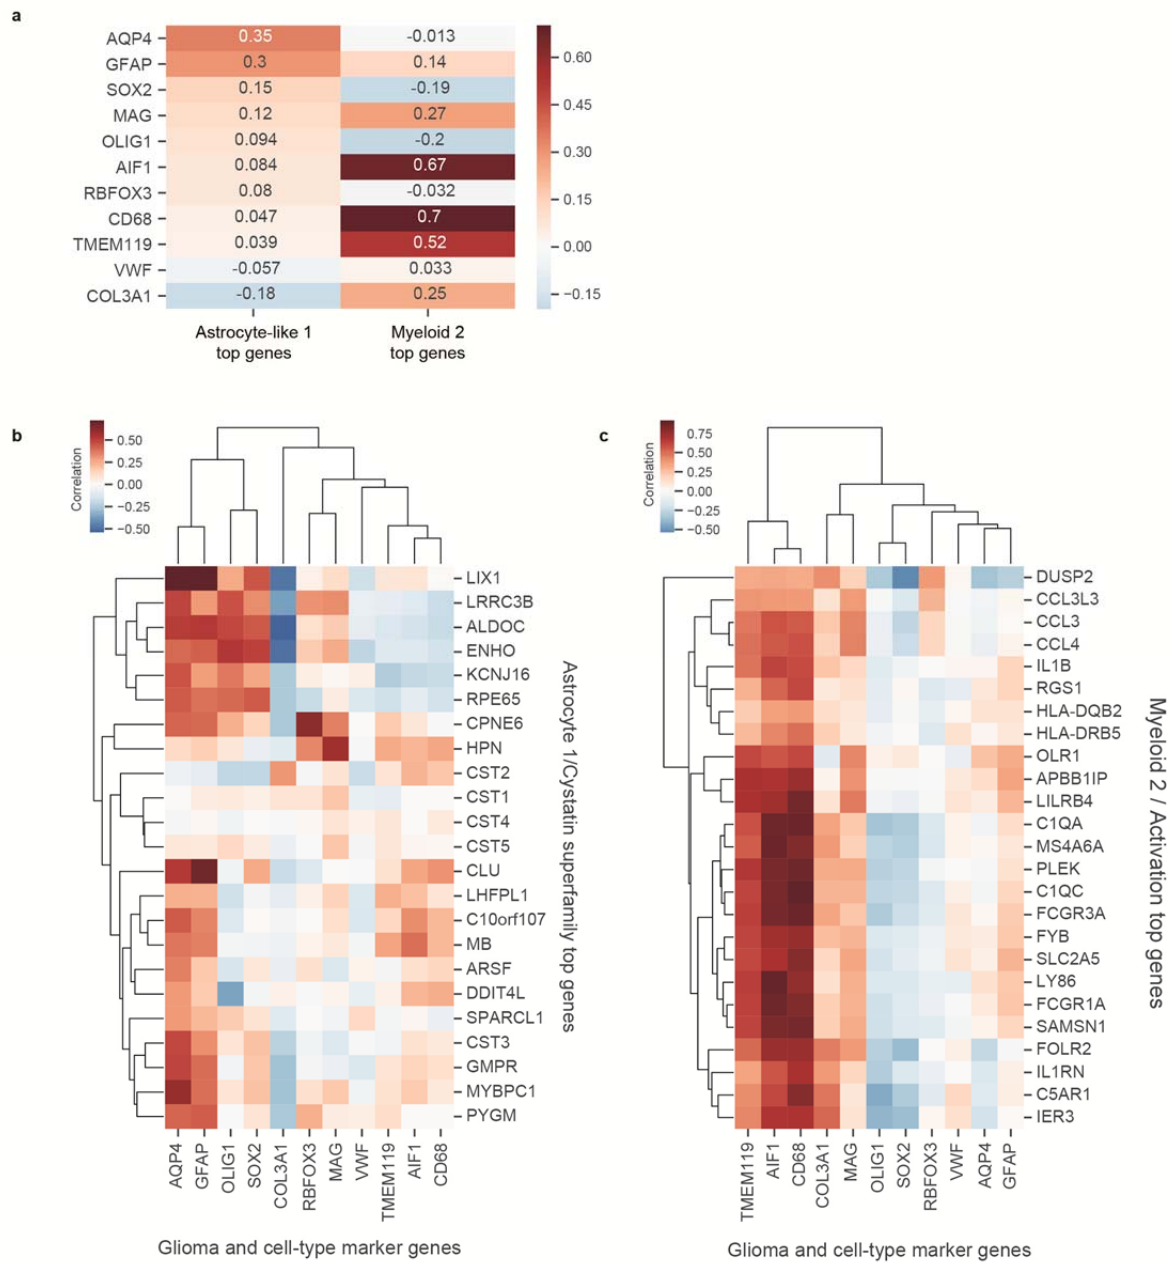 a
AQP4 0.35 -0.013
GFAP 0.3 0.14
SOX2 0.15 -0.19
MAG 0.12 0.27
OLIG1 0.094 -0.2
AIF1 0.084 0.67
RBFOX3 0.08 -0.032
CD68 0.047 0.7
TMEM119 0.039 0.52
VWF -0.057 0.033
COL3A1 -0.18 0.25
0.60
0.45
0.30
0.15
0.00
−0.15
Astrocyte-like 1
top genes
Myeloid 2
top genes
b
Correlation
0.50
0.25
0.00
−0.25
−0.50
LIX1
LRRC3B
ALDOC
ENHO
KCNJ16
RPE65
CPNE6
HPN
CST2
CST1
CST4
CST5
CLU
LHFPL1
C10orf107
MB
ARSF
DDIT4L
SPARCL1
CST3
GMPR
MYBPC1
PYGM
Astrocyte 1/Cystatin superfamily top genes
AQP4
GFAP
OLIG1
SOX2
COL3A1
RBFOX3
MAG
VWF
TMEM119
AIF1
CD68
Glioma and cell-type marker genes
c
Correlation
0.75
0.50
0.25
0.00
−0.25
−0.50
DUSP2
CCL3L3
CCL3
CCL4
IL1B
RGS1
HLA-DQB2
HLA-DRB5
OLR1
APBB1IP
LILRB4
C1QA
MS4A6A
PLEK
C1QC
FCGR3A
FYB
SLC2A5
LY86
FCGR1A
SAMSN1
FOLR2
IL1RN
C5AR1
IER3
Myeloid 2 / Activation top genes
TMEM119
AIF1
CD68
COL3A1
MAG
OLIG1
SOX2
RBFOX3
VWF
AQP4
GFAP
Glioma and cell-type marker genes